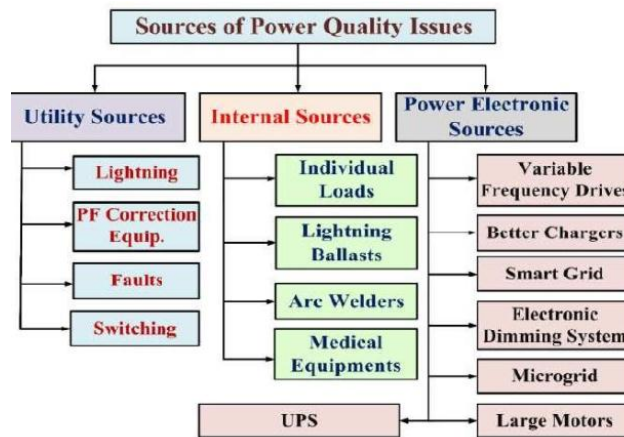 Sources of Power Quality Issues
Utility Sources
Lightning
PF Correction
Equip.
Faults
Switching
Internal Sources
Individual
Loads
Lightning
Ballasts
Arc Welders
Medical
Equipments
Power Electronic
Sources
Variable
Frequency Drives
Better Chargers
Smart Grid
Electronic
Dimming System
Microgrid
Large Motors
UPS